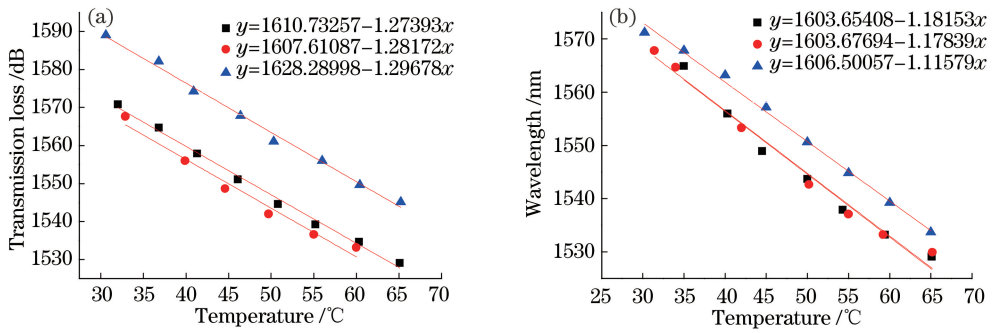 (a)
y=1610.73257−1.27393x
y=1607.61087−1.28172x
y=1628.28998−1.29678x
Transmission loss /dB
1590
1580
1570
1560
1550
1540
1530
30 35 40 45 50 55 60 65 70
Temperature /℃
(b)
y=1603.65408−1.18153x
y=1603.67694−1.17839x
y=1606.50057−1.11579x
Wavelength /nm
1570
1560
1550
1540
1530
25 30 35 40 45 50 55 60 65 70
Temperature /℃